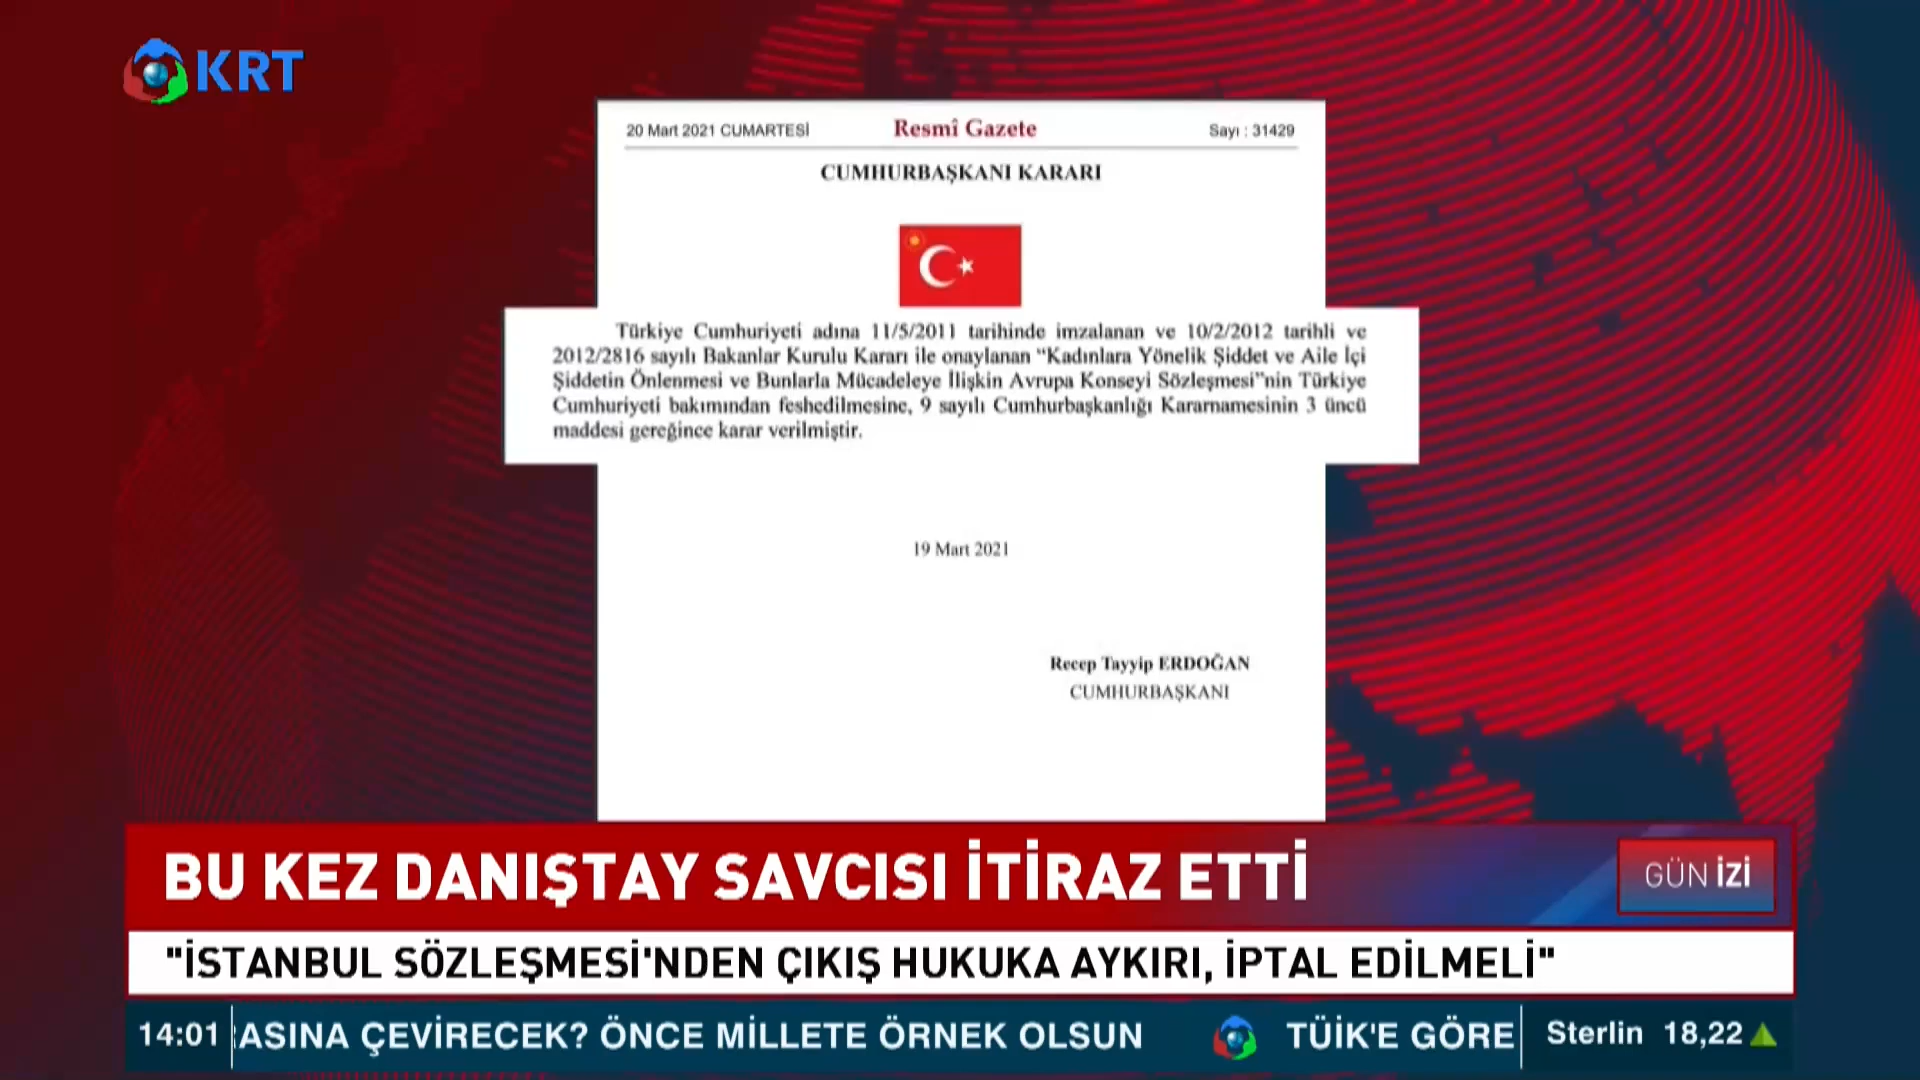 KRT
20 Mart 2021 CUMARTESİ Resmî Gazete Sayı : 31429
CUMHURBAŞKANI KARARI
Türkiye Cumhuriyeti adına 11/5/2011 tarihinde imzalanan ve 10/2/2012 tarihli ve
2012/2816 sayılı Bakanlar Kurulu Kararı ile onaylanan “Kadınlara Yönelik Şiddet ve Aile İçi
Şiddetin Önlenmesi ve Bunlarla Mücadeleye İlişkin Avrupa Konseyi Sözleşmesi”nin Türkiye
Cumhuriyeti bakımından feshedilmesine, 9 sayılı Cumhurbaşkanlığı Kararnamesinin 3 üncü
maddesi gereğince karar verilmiştir.
19 Mart 2021
Recep Tayyip ERDOĞAN
CUMHURBAŞKANI
BU KEZ DANIŞTAY SAVCISI İTİRAZ ETTİ
GÜN İZİ
"İSTANBUL SÖZLEŞMESİ'NDEN ÇIKIŞ HUKUKA AYKIRI, İPTAL EDİLMELİ"
14:01 ASINA ÇEVİRECEK? ÖNCE MİLLETE ÖRNEK OLSUN TÜİK'E GÖRE Sterlin 18,22